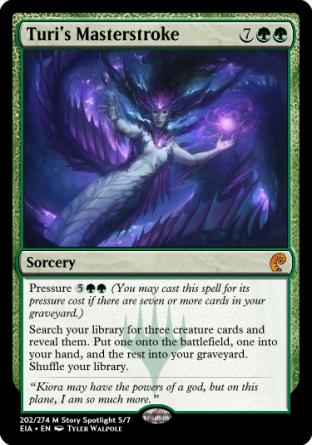 Turi's Masterstroke 7
Sorcery
Pressure 5 (You may cast this spell for its
pressure cost if there are seven or more cards in your
graveyard.)
Search your library for three creature cards and
reveal them. Put one onto the battlefield, one into
your hand, and the rest into your graveyard.
Shuffle your library.
“Kiora may have the powers of a god, but on this
plane, I am so much more.”
202/274 M Story Spotlight 5/7
EIA • EN Tyler Walpole